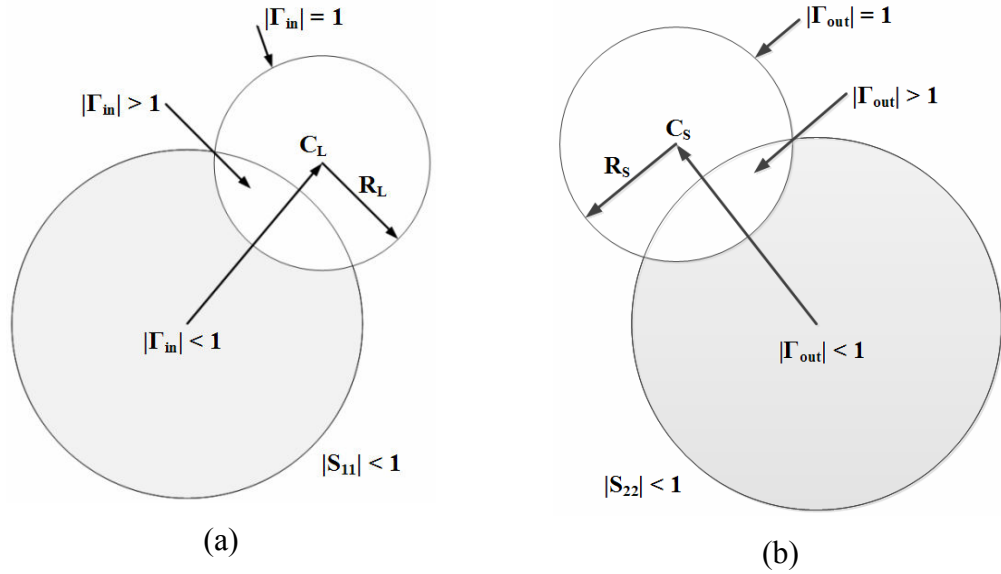 |Γin| = 1
|Γin| > 1
CL
RL
|Γin| < 1
|S11| < 1
(a)
|Γout| = 1
|Γout| > 1
CS
RS
|Γout| < 1
|S22| < 1
(b)